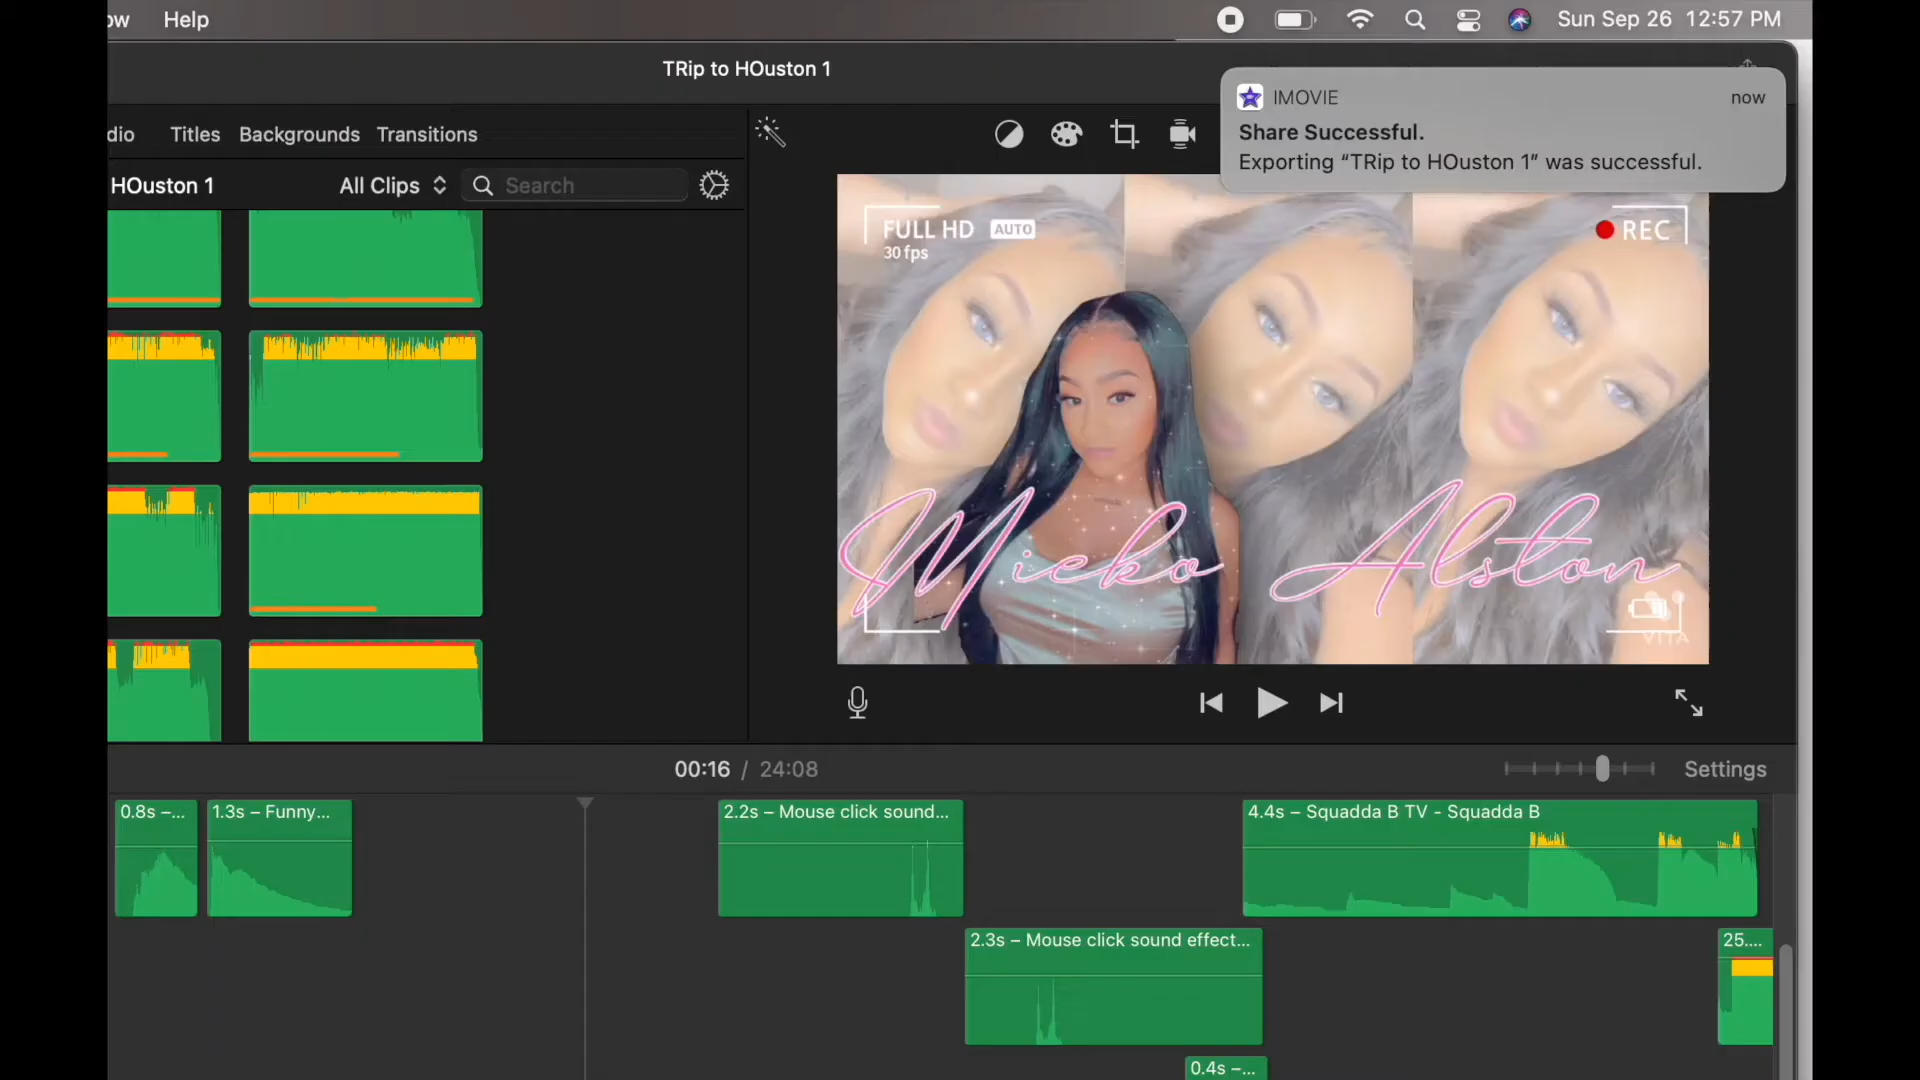 ow Help Sun Sep 26 12:57 PM
TRip to HOuston 1
IMOVIE now
Share Successful.
Exporting “TRip to HOuston 1” was successful.
dio Titles Backgrounds Transitions
HOuston 1 All Clips Search
FULL HD AUTO
30 fps
REC
Mieko Alston
VITA
00:16 / 24:08 Settings
0.8s –... 1.3s – Funny... 2.2s – Mouse click sound... 4.4s – Squadda B TV - Squadda B
2.3s – Mouse click sound effect... 25....
0.4s –...